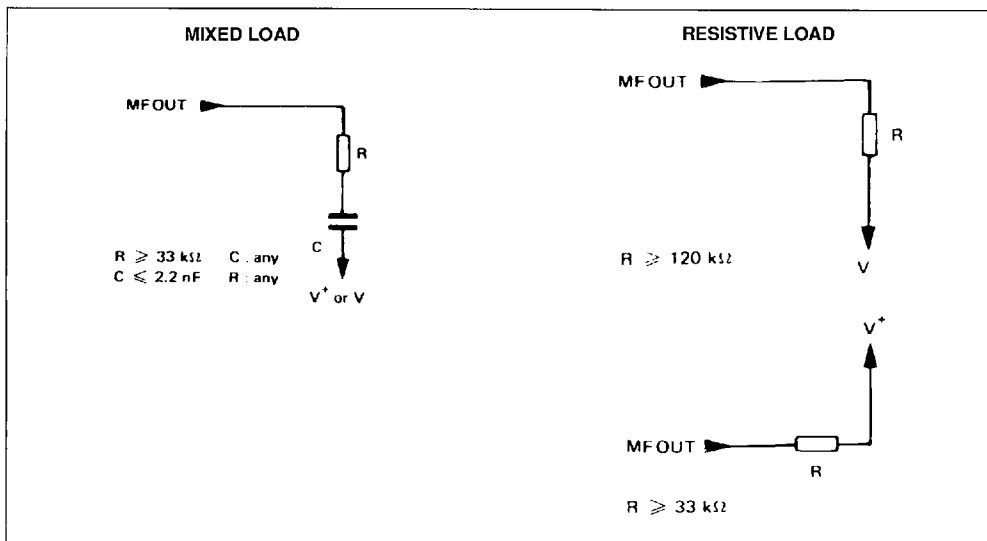 MIXED LOAD
MFOUT
R
C
R ⩾ 33 kΩ C : any
C ⩽ 2.2 nF R : any
V⁺ or V
RESISTIVE LOAD
MFOUT
R
R ⩾ 120 kΩ
V
V⁺
MFOUT
R
R ⩾ 33 kΩ